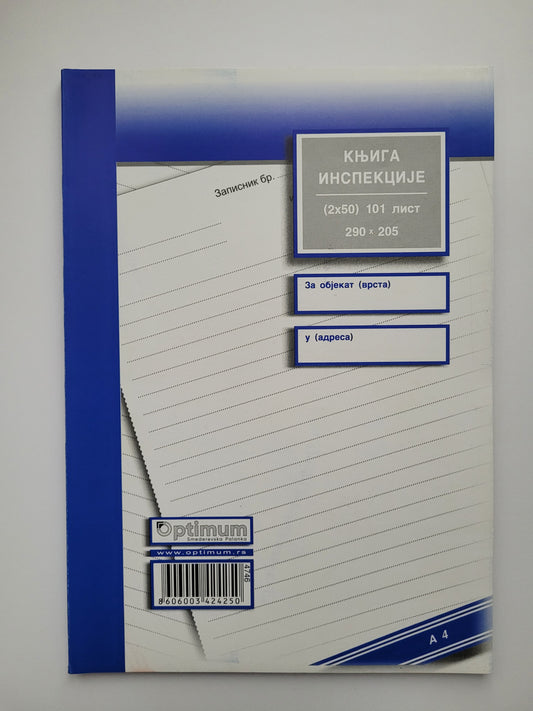 Записник бр.
КЊИГА
ИНСПЕКЦИЈЕ
(2x50) 101 лист
290 x 205
За објекат (врста)
у (адреса)
Optimum
Smederevska Palanka
www.optimum.rs
4746
8606003424250
A 4